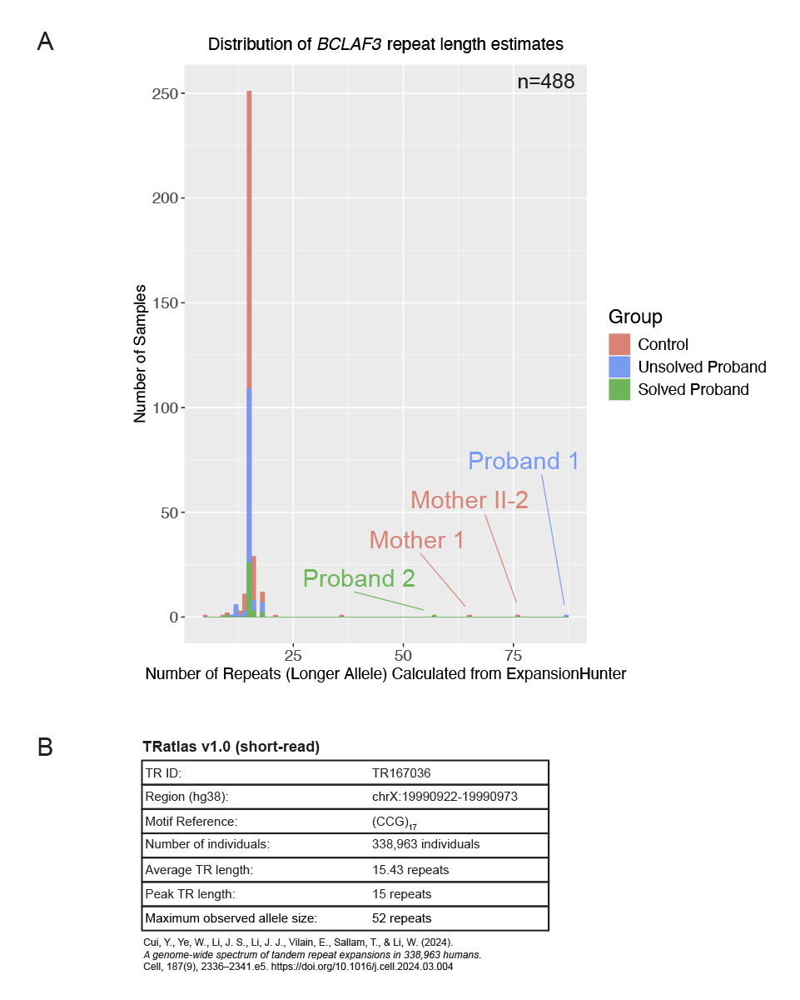 A
Distribution of BCLAF3 repeat length estimates
n=488
250
200
150
100
50
0
Number of Samples
Proband 1
Mother II-2
Mother 1
Proband 2
25 50 75
Number of Repeats (Longer Allele) Calculated from ExpansionHunter
Group
Control
Unsolved Proband
Solved Proband
B
TRatlas v1.0 (short-read)
TR ID: TR167036
Region (hg38): chrX:19990922-19990973
Motif Reference: (CCG)17
Number of individuals: 338,963 individuals
Average TR length: 15.43 repeats
Peak TR length: 15 repeats
Maximum observed allele size: 52 repeats
Cui, Y., Ye, W., Li, J. S., Li, J. J., Vilain, E., Sallam, T., & Li, W. (2024).
A genome-wide spectrum of tandem repeat expansions in 338,963 humans.
Cell, 187(9), 2336–2341.e5. https://doi.org/10.1016/j.cell.2024.03.004